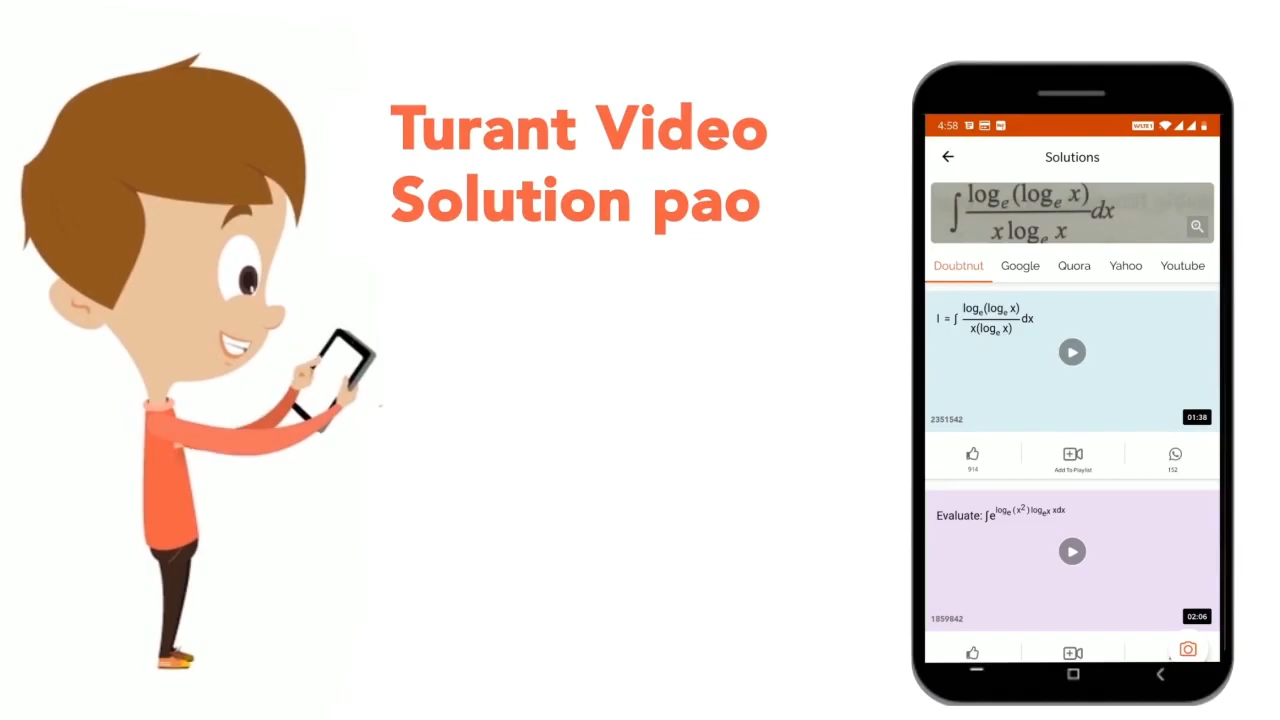 Turant Video
Solution pao
4:58
VoLTE1
Solutions
∫ logₑ(logₑ x) / x logₑ x dx
Doubtnut Google Quora Yahoo Youtube
I = ∫ logₑ(logₑ x) / x(logₑ x) dx
2351542 01:38
914 Add To Playlist 152
Evaluate: ∫e^logₑ(x²)logₑx xdx
1859842 02:06